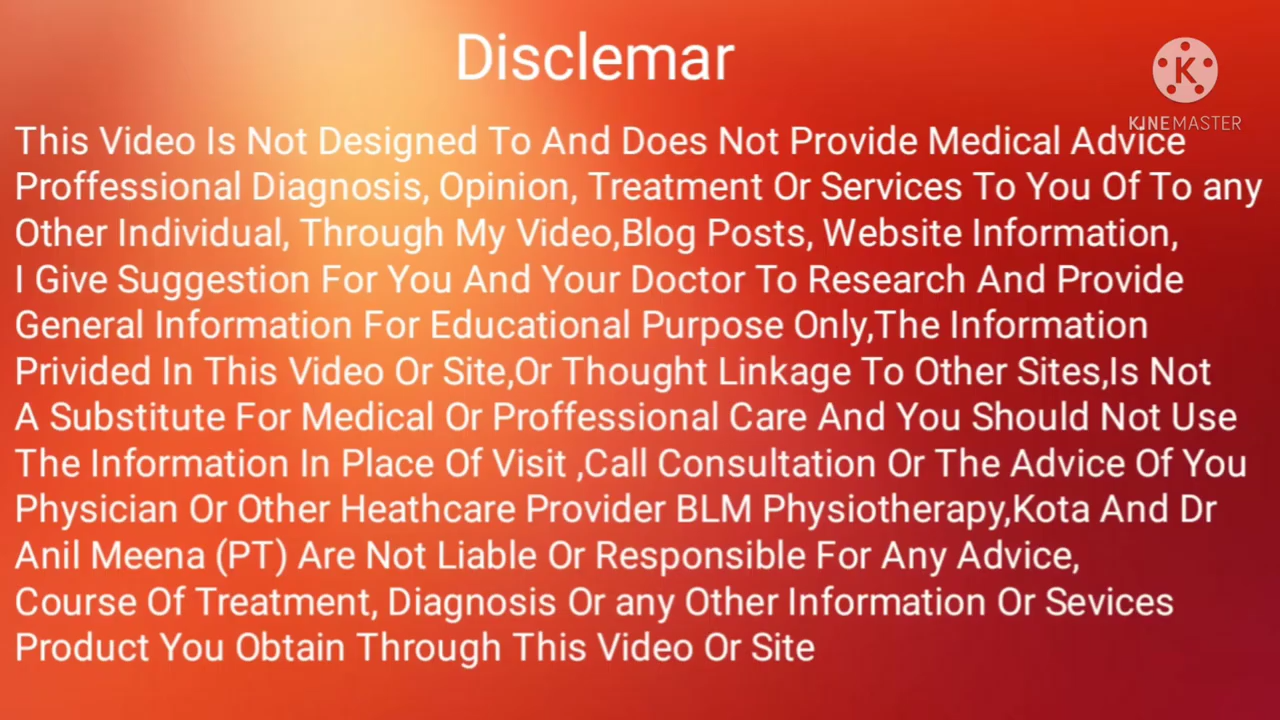 Disclemar
KINEMASTER
This Video Is Not Designed To And Does Not Provide Medical Advice
Proffessional Diagnosis, Opinion, Treatment Or Services To You Of To any
Other Individual, Through My Video,Blog Posts, Website Information,
I Give Suggestion For You And Your Doctor To Research And Provide
General Information For Educational Purpose Only,The Information
Privided In This Video Or Site,Or Thought Linkage To Other Sites,Is Not
A Substitute For Medical Or Proffessional Care And You Should Not Use
The Information In Place Of Visit ,Call Consultation Or The Advice Of You
Physician Or Other Heathcare Provider BLM Physiotherapy,Kota And Dr
Anil Meena (PT) Are Not Liable Or Responsible For Any Advice,
Course Of Treatment, Diagnosis Or any Other Information Or Sevices
Product You Obtain Through This Video Or Site